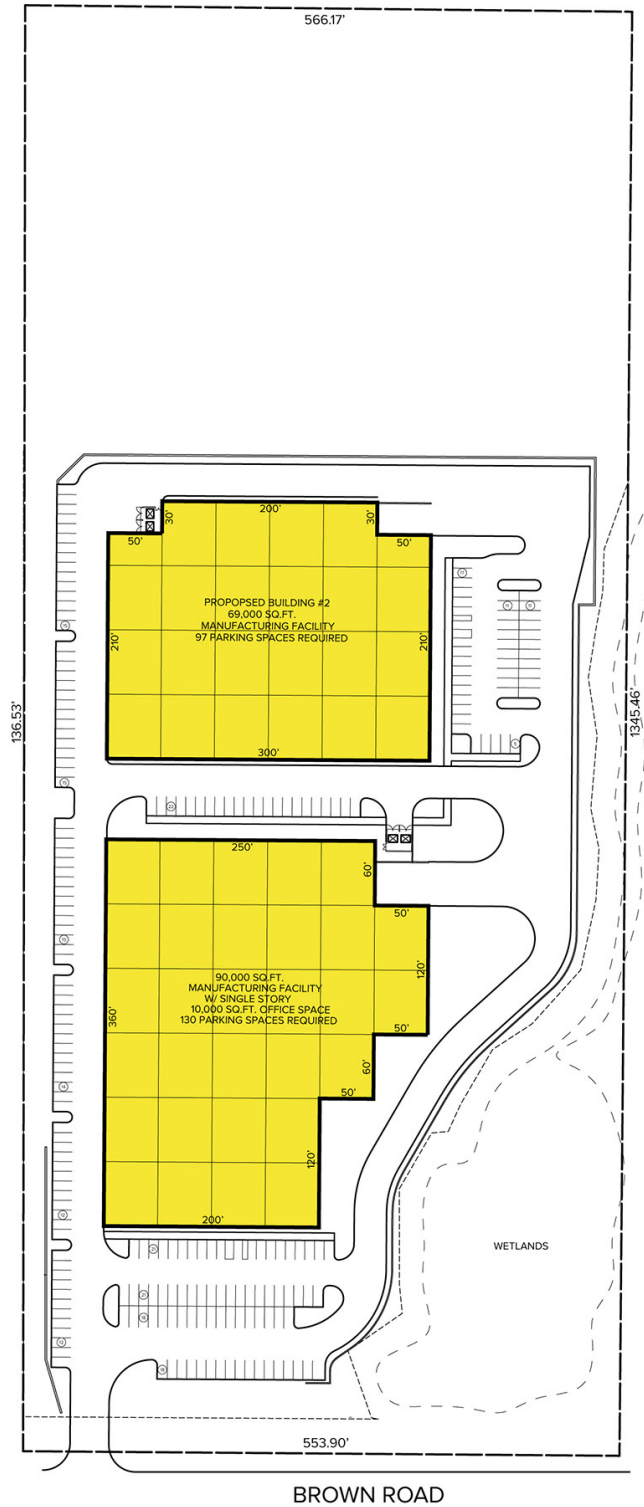 566.17'
200'
30'
30'
50'
50'
PROPOPSED BUILDING #2
69,000 SQ.FT.
MANUFACTURING FACILITY
97 PARKING SPACES REQUIRED
210'
210'
136.53'
1345.46'
300'
250'
60'
50'
120'
90,000 SQ.FT.
MANUFACTURING FACILITY
W/ SINGLE STORY
10,000 SQ.FT. OFFICE SPACE
130 PARKING SPACES REQUIRED
360'
50'
60'
50'
120'
200'
WETLANDS
553.90'
BROWN ROAD